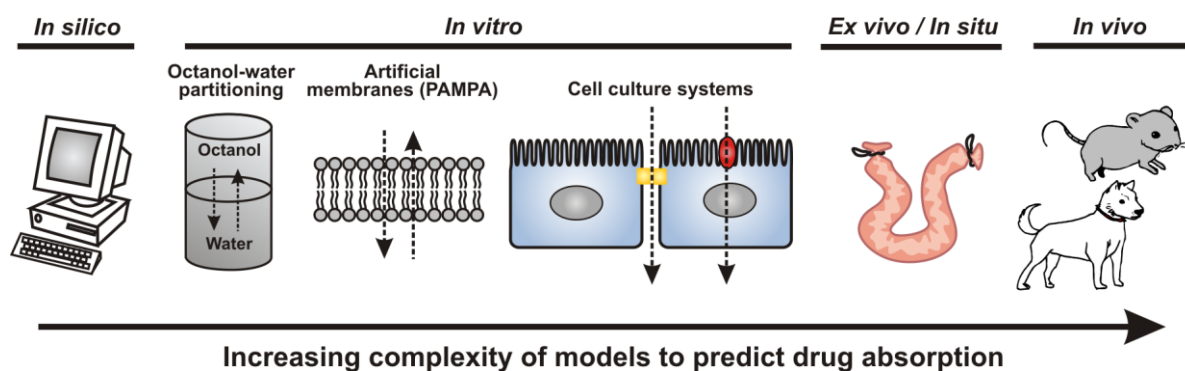 In silico
In vitro
Ex vivo / In situ
In vivo
Octanol-water
partitioning
Artificial
membranes (PAMPA)
Cell culture systems
Octanol
Water
Increasing complexity of models to predict drug absorption